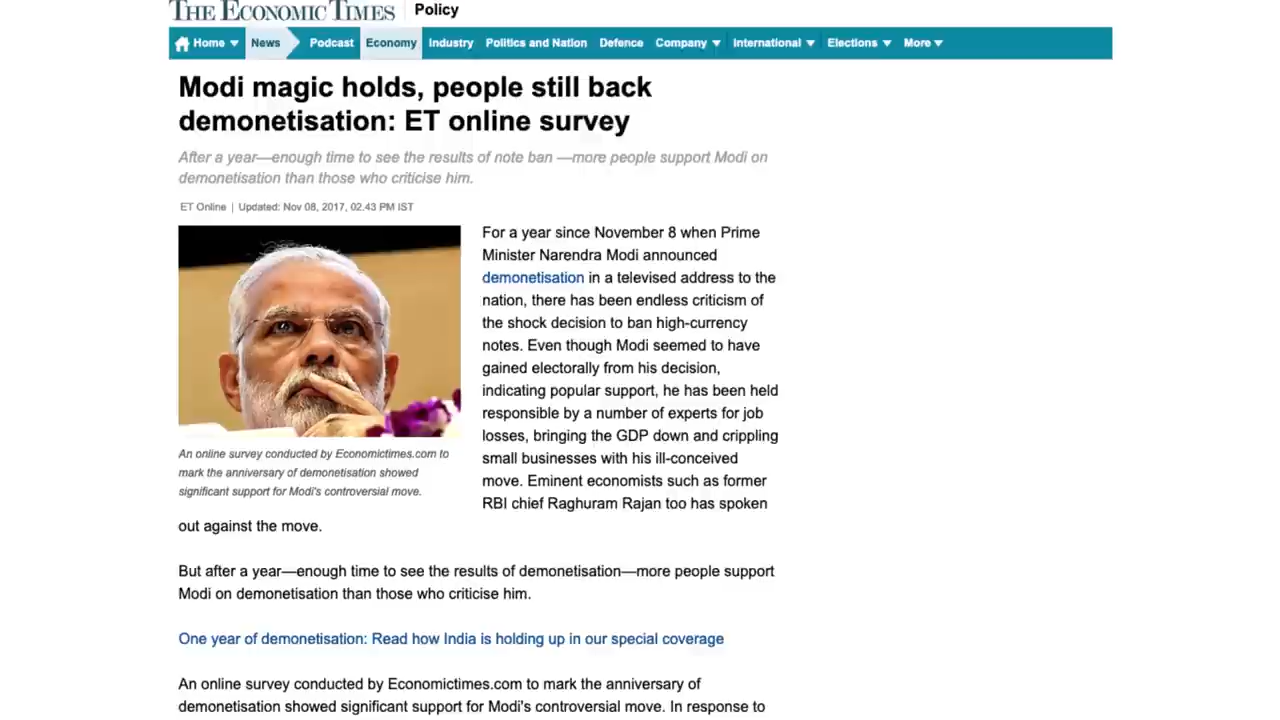 THE ECONOMIC TIMES Policy
Home News Podcast Economy Industry Politics and Nation Defence Company International Elections More
Modi magic holds, people still back
demonetisation: ET online survey
After a year—enough time to see the results of note ban —more people support Modi on
demonetisation than those who criticise him.
ET Online | Updated: Nov 08, 2017, 02.43 PM IST
For a year since November 8 when Prime
Minister Narendra Modi announced
demonetisation in a televised address to the
nation, there has been endless criticism of
the shock decision to ban high-currency
notes. Even though Modi seemed to have
gained electorally from his decision,
indicating popular support, he has been held
responsible by a number of experts for job
losses, bringing the GDP down and crippling
small businesses with his ill-conceived
move. Eminent economists such as former
RBI chief Raghuram Rajan too has spoken
out against the move.
An online survey conducted by Economictimes.com to
mark the anniversary of demonetisation showed
significant support for Modi's controversial move.
But after a year—enough time to see the results of demonetisation—more people support
Modi on demonetisation than those who criticise him.
One year of demonetisation: Read how India is holding up in our special coverage
An online survey conducted by Economictimes.com to mark the anniversary of
demonetisation showed significant support for Modi's controversial move. In response to